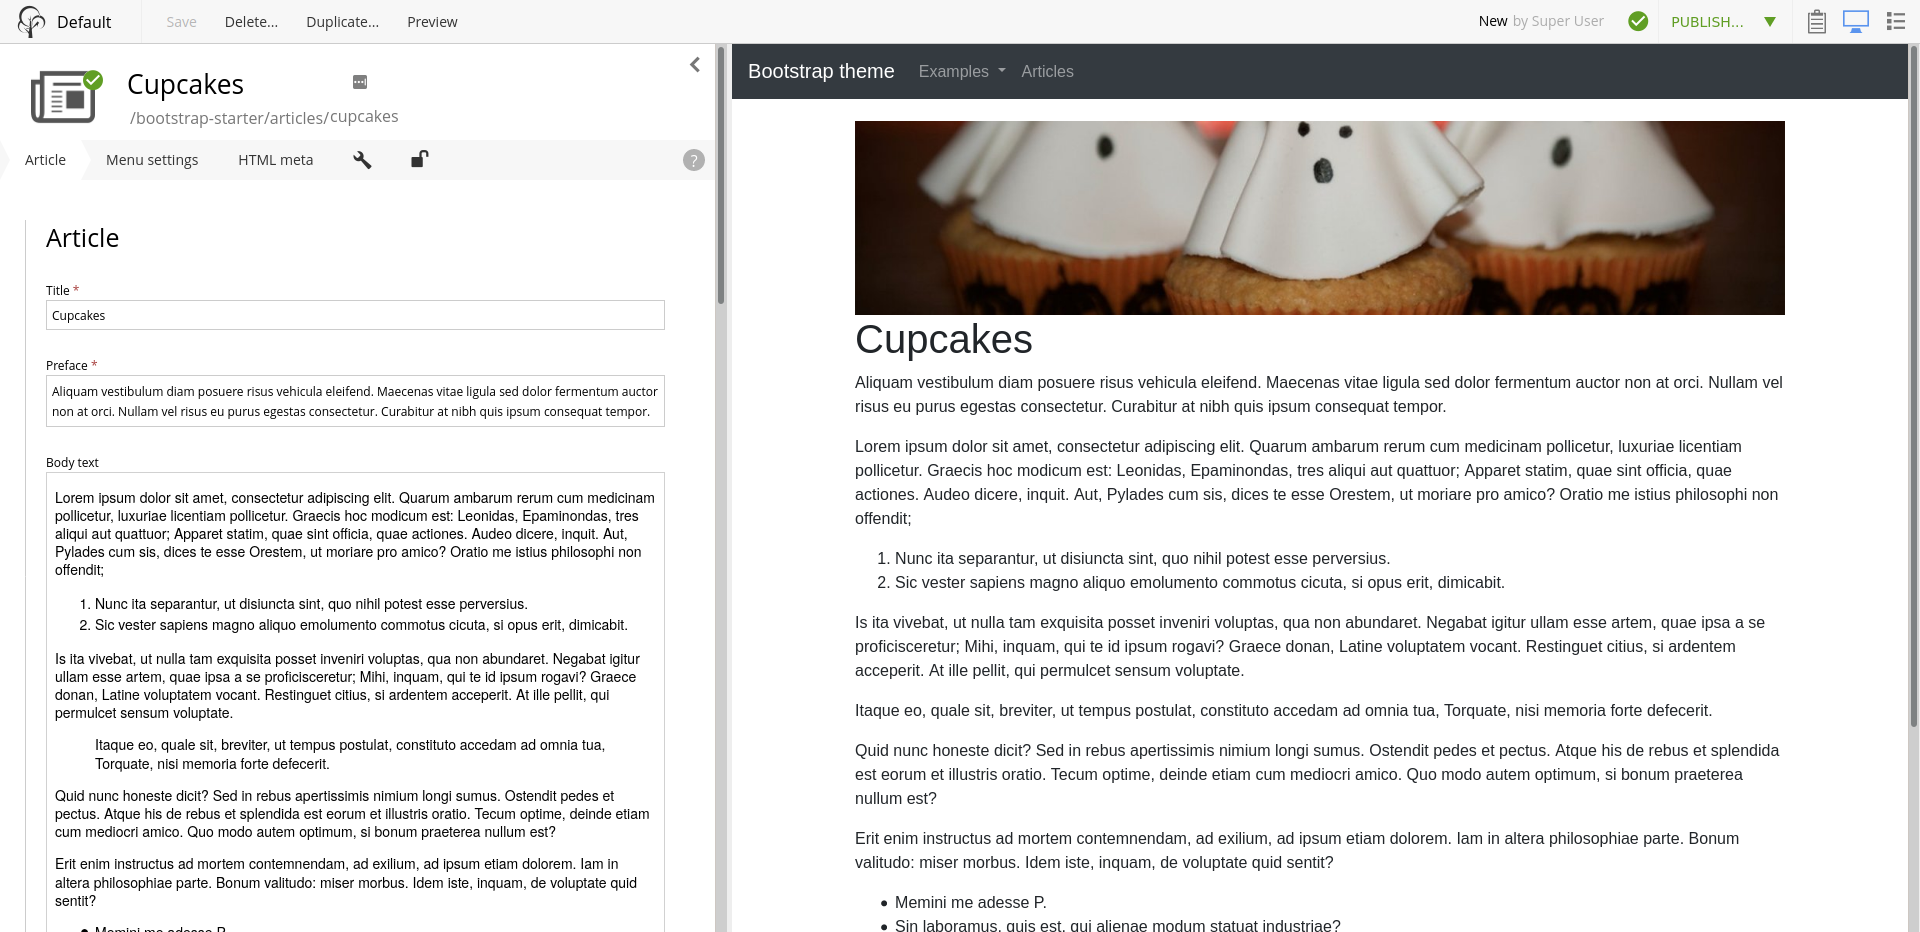 Default
Save
Delete...
Duplicate...
Preview
New by Super User
PUBLISH...
Cupcakes
/bootstrap-starter/articles/cupcakes
Article
Menu settings
HTML meta
?
Article
Title *
Cupcakes
Preface *
Aliquam vestibulum diam posuere risus vehicula eleifend. Maecenas vitae ligula sed dolor fermentum auctor
non at orci. Nullam vel risus eu purus egestas consectetur. Curabitur at nibh quis ipsum consequat tempor.
Body text
Lorem ipsum dolor sit amet, consectetur adipiscing elit. Quarum ambarum rerum cum medicinam
pollicetur, luxuriae licentiam pollicetur. Graecis hoc modicum est: Leonidas, Epaminondas, tres
aliqui aut quattuor; Apparet statim, quae sint officia, quae actiones. Audeo dicere, inquit. Aut,
Pylades cum sis, dices te esse Orestem, ut moriare pro amico? Oratio me istius philosophi non
offendit;
1. Nunc ita separantur, ut disiuncta sint, quo nihil potest esse perversius.
2. Sic vester sapiens magno aliquo emolumento commotus cicuta, si opus erit, dimicabit.
Is ita vivebat, ut nulla tam exquisita posset inveniri voluptas, qua non abundaret. Negabat igitur
ullam esse artem, quae ipsa a se proficisceretur; Mihi, inquam, qui te id ipsum rogavi? Graece
donan, Latine voluptatem vocant. Restinguet citius, si ardentem acceperit. At ille pellit, qui
permulcet sensum voluptate.
Itaque eo, quale sit, breviter, ut tempus postulat, constituto accedam ad omnia tua,
Torquate, nisi memoria forte defecerit.
Quid nunc honeste dicit? Sed in rebus apertissimis nimium longi sumus. Ostendit pedes et
pectus. Atque his de rebus et splendida est eorum et illustris oratio. Tecum optime, deinde etiam
cum mediocri amico. Quo modo autem optimum, si bonum praeterea nullum est?
Erit enim instructus ad mortem contemnendam, ad exilium, ad ipsum etiam dolorem. Iam in
altera philosophiae parte. Bonum valitudo: miser morbus. Idem iste, inquam, de voluptate quid
sentit?
Memini me adesse P.
Bootstrap theme
Examples
Articles
Cupcakes
Aliquam vestibulum diam posuere risus vehicula eleifend. Maecenas vitae ligula sed dolor fermentum auctor non at orci. Nullam vel
risus eu purus egestas consectetur. Curabitur at nibh quis ipsum consequat tempor.
Lorem ipsum dolor sit amet, consectetur adipiscing elit. Quarum ambarum rerum cum medicinam pollicetur, luxuriae licentiam
pollicetur. Graecis hoc modicum est: Leonidas, Epaminondas, tres aliqui aut quattuor; Apparet statim, quae sint officia, quae
actiones. Audeo dicere, inquit. Aut, Pylades cum sis, dices te esse Orestem, ut moriare pro amico? Oratio me istius philosophi non
offendit;
1. Nunc ita separantur, ut disiuncta sint, quo nihil potest esse perversius.
2. Sic vester sapiens magno aliquo emolumento commotus cicuta, si opus erit, dimicabit.
Is ita vivebat, ut nulla tam exquisita posset inveniri voluptas, qua non abundaret. Negabat igitur ullam esse artem, quae ipsa a se
proficisceretur; Mihi, inquam, qui te id ipsum rogavi? Graece donan, Latine voluptatem vocant. Restinguet citius, si ardentem
acceperit. At ille pellit, qui permulcet sensum voluptate.
Itaque eo, quale sit, breviter, ut tempus postulat, constituto accedam ad omnia tua, Torquate, nisi memoria forte defecerit.
Quid nunc honeste dicit? Sed in rebus apertissimis nimium longi sumus. Ostendit pedes et pectus. Atque his de rebus et splendida
est eorum et illustris oratio. Tecum optime, deinde etiam cum mediocri amico. Quo modo autem optimum, si bonum praeterea
nullum est?
Erit enim instructus ad mortem contemnendam, ad exilium, ad ipsum etiam dolorem. Iam in altera philosophiae parte. Bonum
valitudo: miser morbus. Idem iste, inquam, de voluptate quid sentit?
Memini me adesse P.
Sin laboramus, quis est, qui alienae modum statuat industriae?